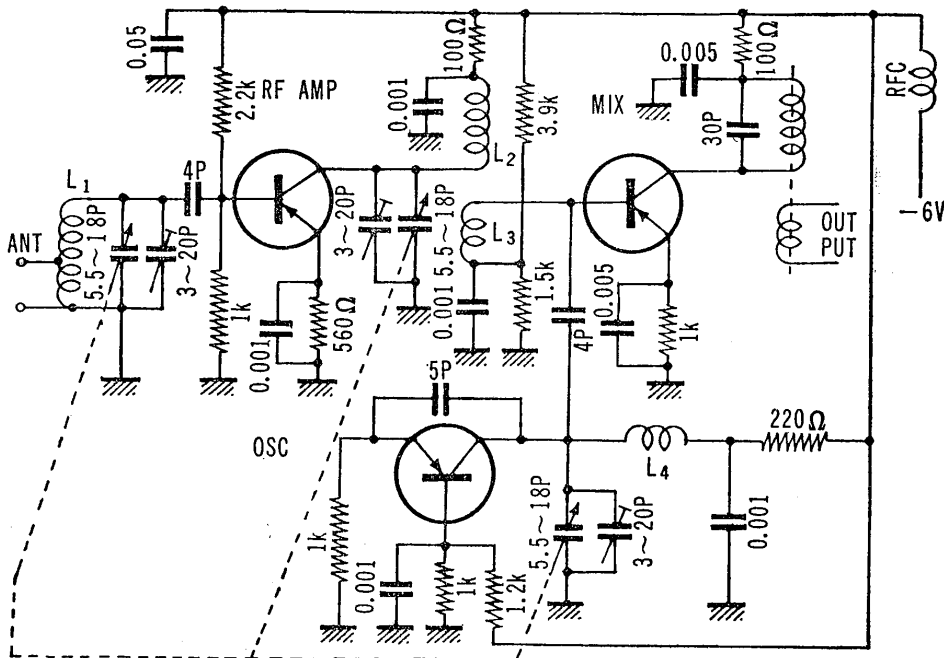 0.05
2.2k
RF AMP
0.001
100Ω
L2
3.9k
MIX
0.005
100Ω
30P
RFC
−6V
OUT
PUT
ANT
L1
5.5~18P
3~20P
4P
1k
0.001
560Ω
3~20P
5.5~18P
L3
0.001
1.5k
4P
0.005
1k
OSC
5P
1k
0.001
1k
1.2k
5.5~18P
3~20P
L4
220Ω
0.001